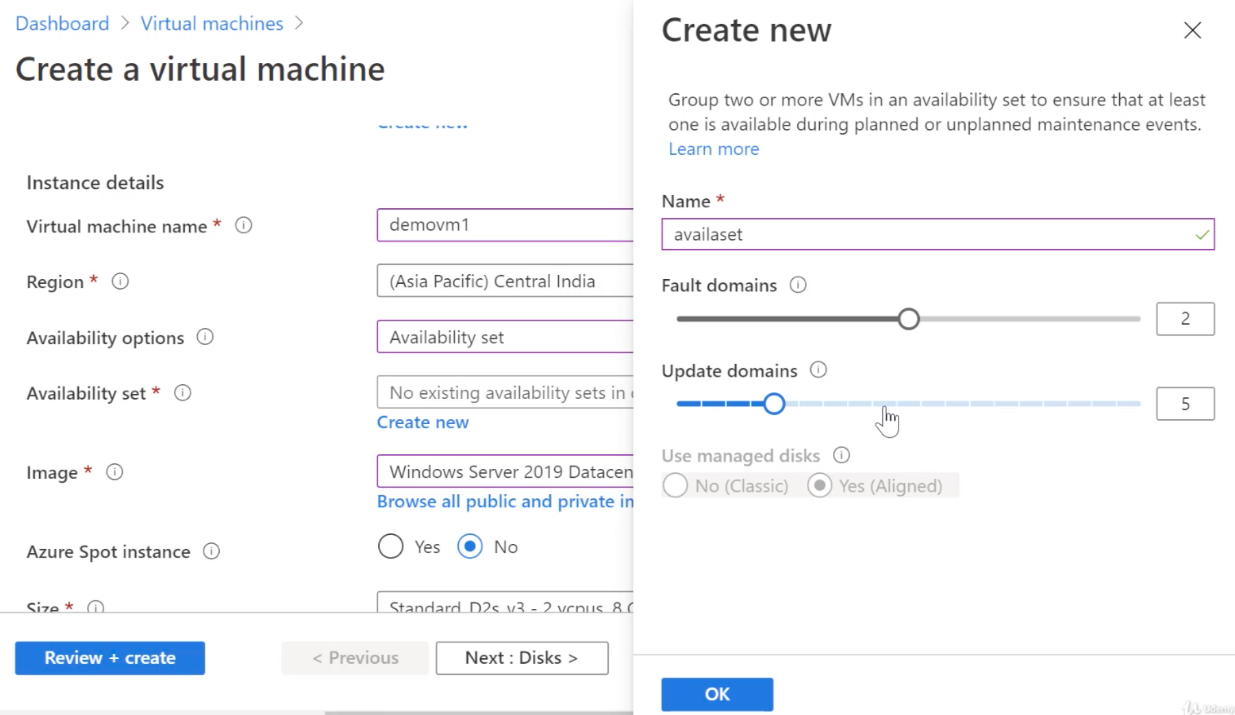 Dashboard > Virtual machines >
Create a virtual machine
Create new
Instance details
Virtual machine name *
demovm1
Region *
(Asia Pacific) Central India
Availability options
Availability set
Availability set *
No existing availability sets in
Create new
Image *
Windows Server 2019 Datacen
Browse all public and private in
Azure Spot instance
Yes No
Size *
Standard_D2s_v3 - 2 vcpus, 8
Review + create
< Previous
Next : Disks >
Create new
Group two or more VMs in an availability set to ensure that at least
one is available during planned or unplanned maintenance events.
Learn more
Name *
availaset
Fault domains
2
Update domains
5
Use managed disks
No (Classic) Yes (Aligned)
OK
Udemy